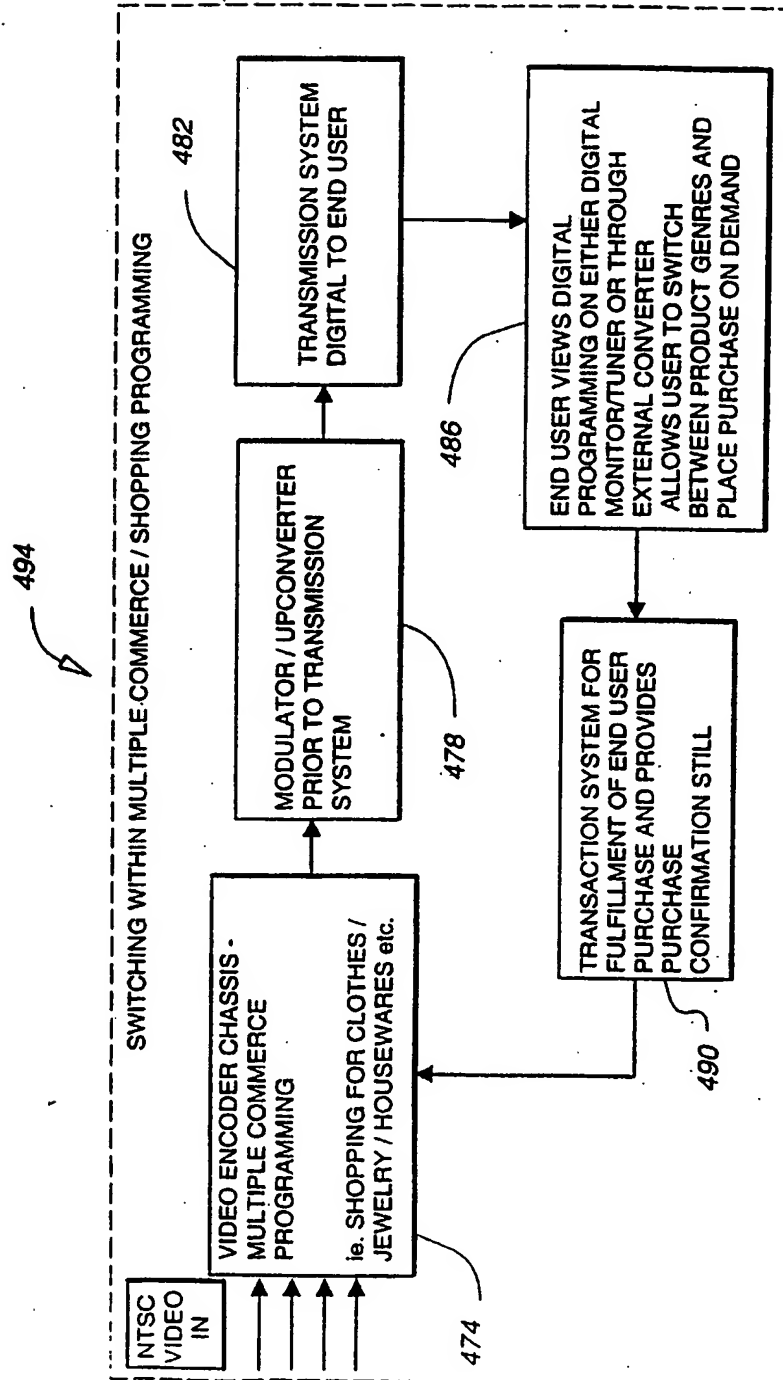 494
SWITCHING WITHIN MULTIPLE COMMERCE / SHOPPING PROGRAMMING
NTSC
VIDEO
IN
VIDEO ENCODER CHASSIS -
MULTIPLE COMMERCE
PROGRAMMING
ie. SHOPPING FOR CLOTHES /
JEWELRY / HOUSEWARES etc.
474
MODULATOR / UPCONVERTER
PRIOR TO TRANSMISSION
SYSTEM
478
TRANSMISSION SYSTEM
DIGITAL TO END USER
482
END USER VIEWS DIGITAL
PROGRAMMING ON EITHER DIGITAL
MONITOR/TUNER OR THROUGH
EXTERNAL CONVERTER
ALLOWS USER TO SWITCH
BETWEEN PRODUCT GENRES AND
PLACE PURCHASE ON DEMAND
486
TRANSACTION SYSTEM FOR
FULFILLMENT OF END USER
PURCHASE AND PROVIDES
PURCHASE
CONFIRMATION STILL
490